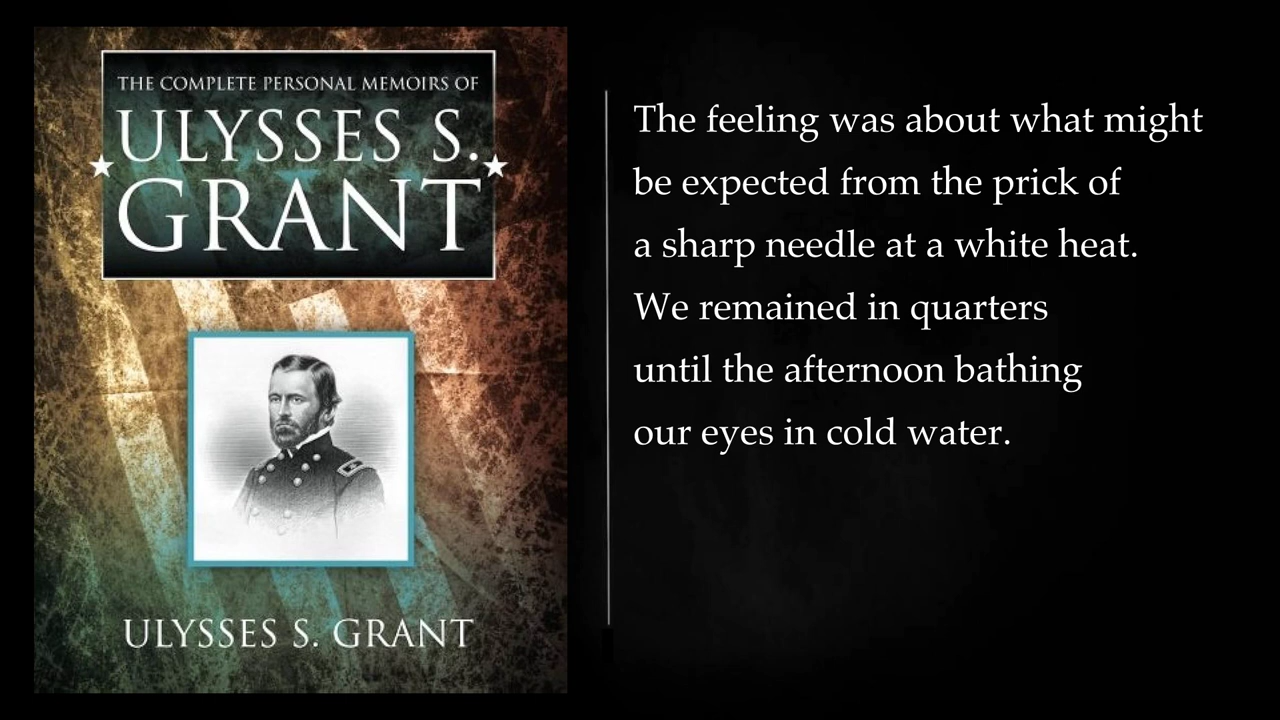 THE COMPLETE PERSONAL MEMOIRS OF
ULYSSES S.
GRANT
ULYSSES S. GRANT
The feeling was about what might
be expected from the prick of
a sharp needle at a white heat.
We remained in quarters
until the afternoon bathing
our eyes in cold water.